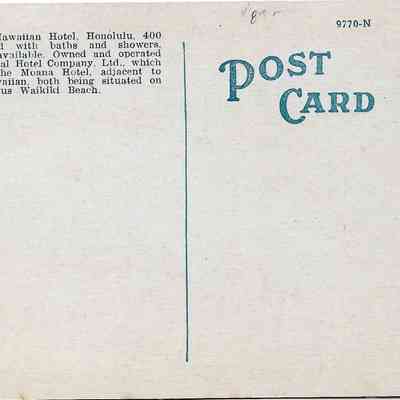 Hawaiian Hotel, Honolulu, 400
d with baths and showers,
available. Owned and operated
al Hotel Company, Ltd., which
he Moana Hotel, adjacent to
waiian, both being situated on
us Waikiki Beach.
9770-N
POST
CARD